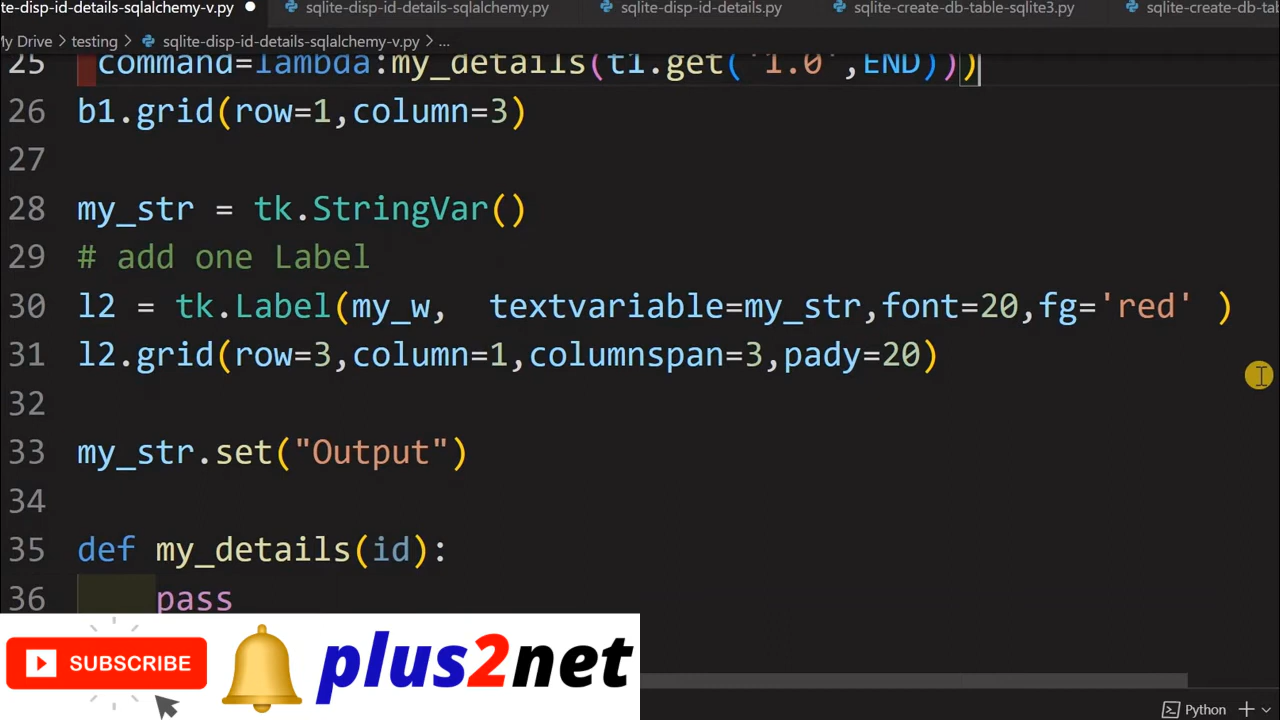 te-disp-id-details-sqlalchemy-v.py ● sqlite-disp-id-details-sqlalchemy.py sqlite-disp-id-details.py sqlite-create-db-table-sqlite3.py sqlite-create-db-tab
My Drive > testing > sqlite-disp-id-details-sqlalchemy-v.py > ...
25 command=lambda:my_details(t1.get('1.0',END)))
26 b1.grid(row=1,column=3)
27
28 my_str = tk.StringVar()
29 # add one Label
30 l2 = tk.Label(my_w,  textvariable=my_str,font=20,fg='red' )
31 l2.grid(row=3,column=1,columnspan=3,pady=20)
32
33 my_str.set("Output")
34
35 def my_details(id):
36     pass
SUBSCRIBE
plus2net
Python